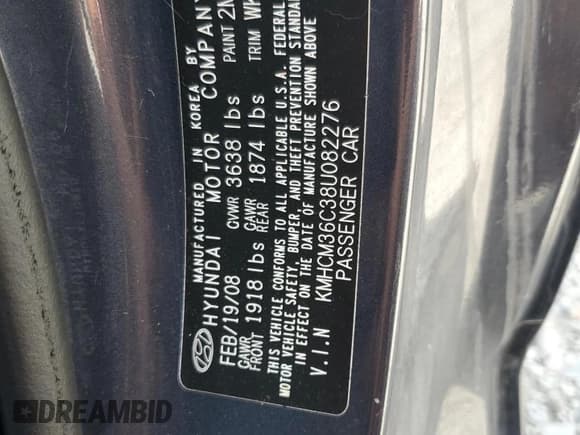 MANUFACTURED IN KOREA BY
HYUNDAI MOTOR COMPANY
FEB/19/08 GVWR 3638 lbs PAINT
GAWR FRONT 1918 lbs GAWR REAR 1874 lbs TRIM
THIS VEHICLE CONFORMS TO ALL APPLICABLE U.S.A. FEDERAL
MOTOR VEHICLE SAFETY, BUMPER, AND THEFT PREVENTION STANDARDS
IN EFFECT ON THE DATE OF MANUFACTURE SHOWN ABOVE
V.I.N KMHCM36C38U082276
PASSENGER CAR
DREAMBID